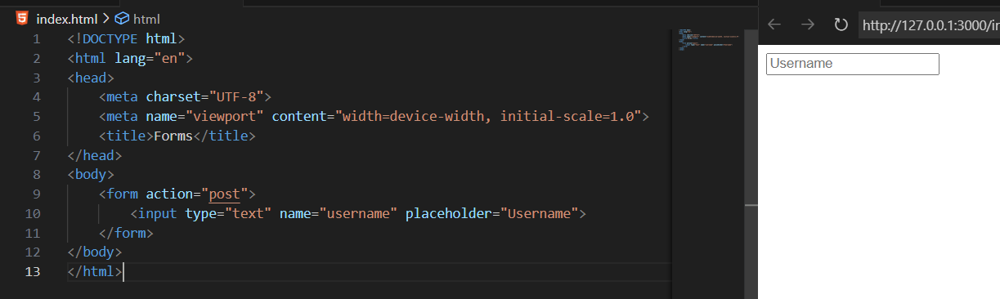 index.html > html
1 <!DOCTYPE html>
2 <html lang="en">
3 <head>
4     <meta charset="UTF-8">
5     <meta name="viewport" content="width=device-width, initial-scale=1.0">
6     <title>Forms</title>
7 </head>
8 <body>
9     <form action="post">
10         <input type="text" name="username" placeholder="Username">
11     </form>
12 </body>
13 </html>
http://127.0.0.1:3000/in
Username